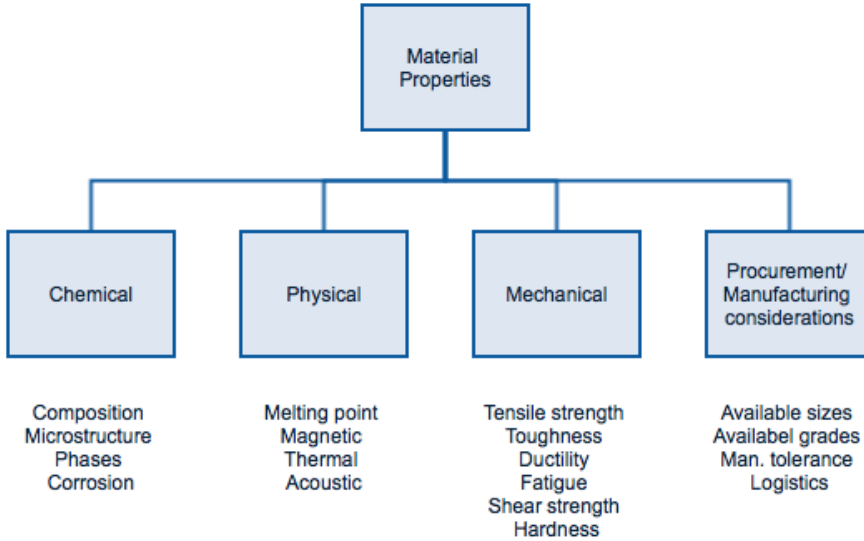 Material
Properties
Chemical
Physical
Mechanical
Procurement/
Manufacturing
considerations
Composition
Microstructure
Phases
Corrosion
Melting point
Magnetic
Thermal
Acoustic
Tensile strength
Toughness
Ductility
Fatigue
Shear strength
Hardness
Available sizes
Availabel grades
Man. tolerance
Logistics